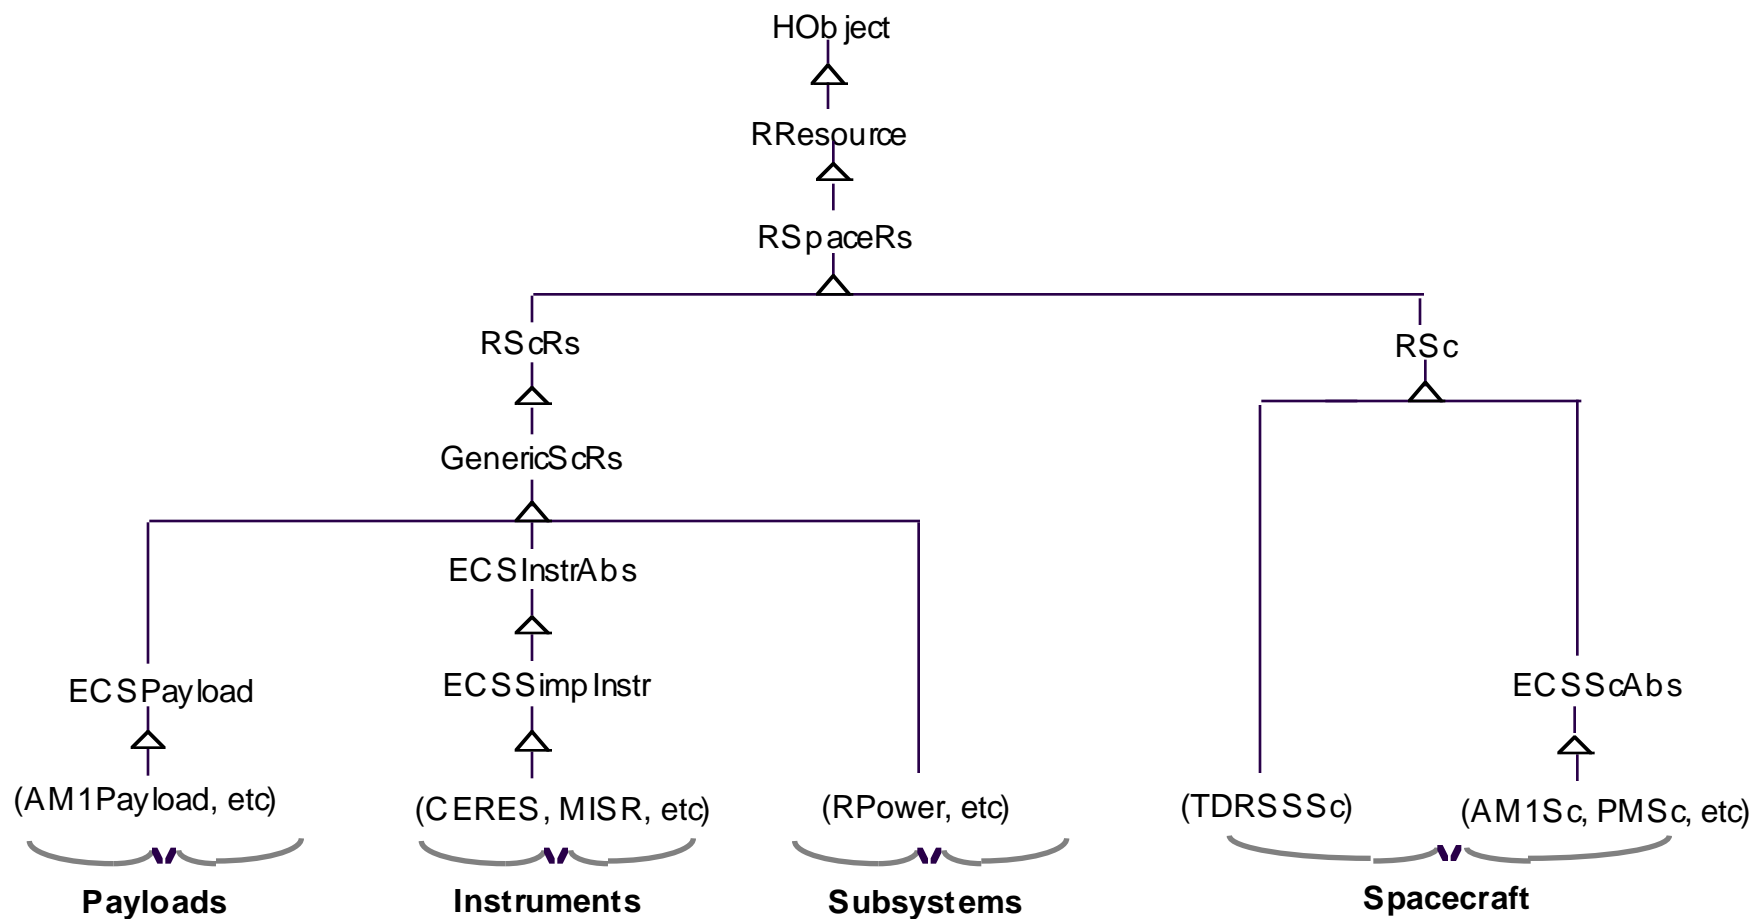 HObject
RResource
RSpaceRs
RScRs
RSc
GenericScRs
ECSInstrAbs
ECSPayload
ECSSimpInstr
ECSScAbs
(AM1Payload, etc)
(CERES, MISR, etc)
(RPower, etc)
(TDRSSSc)
(AM1Sc, PMSc, etc)
Payloads
Instruments
Subsystems
Spacecraft